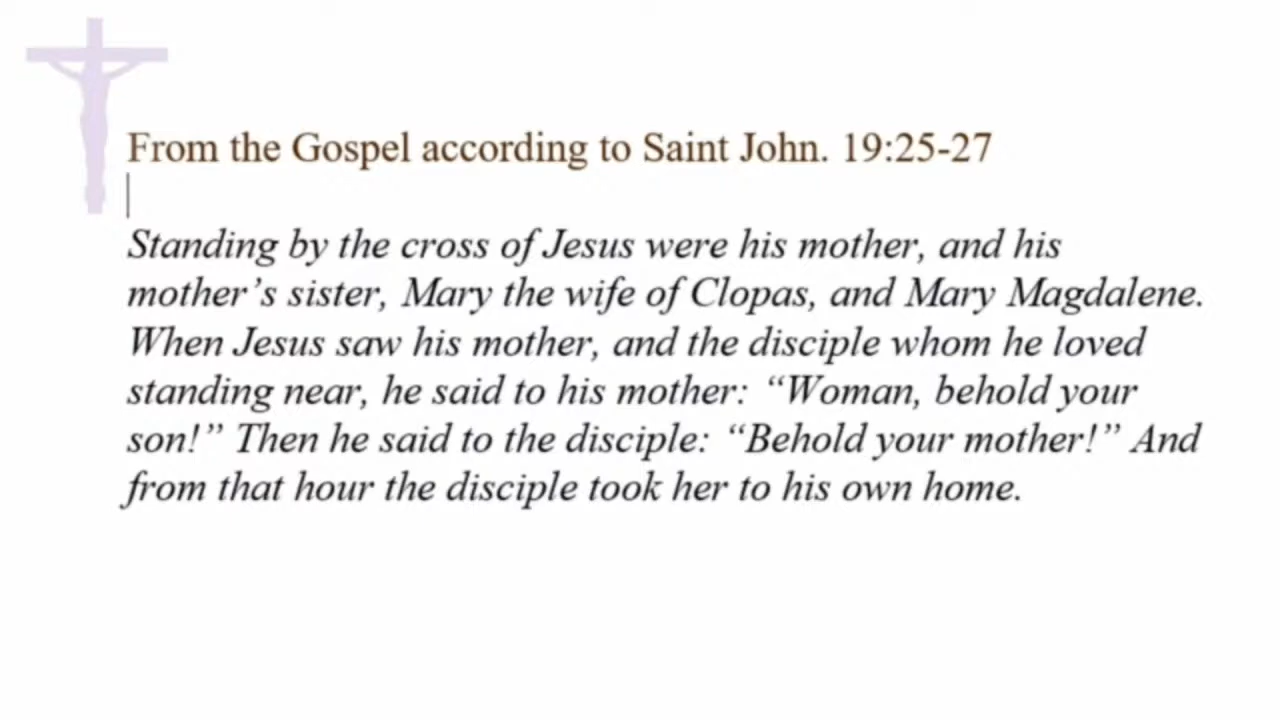 From the Gospel according to Saint John. 19:25-27
Standing by the cross of Jesus were his mother, and his
mother’s sister, Mary the wife of Clopas, and Mary Magdalene.
When Jesus saw his mother, and the disciple whom he loved
standing near, he said to his mother: “Woman, behold your
son!” Then he said to the disciple: “Behold your mother!” And
from that hour the disciple took her to his own home.